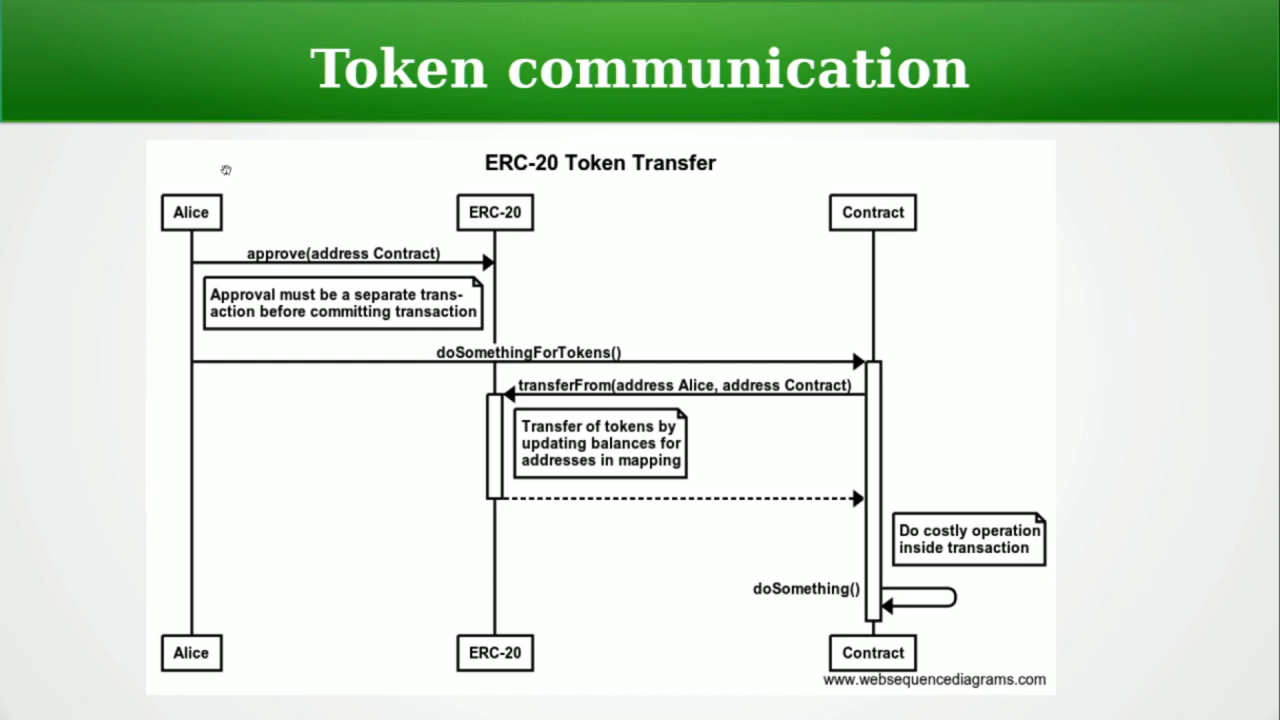 Token communication
ERC-20 Token Transfer
Alice
ERC-20
Contract
approve(address Contract)
Approval must be a separate trans-
action before committing transaction
doSomethingForTokens()
transferFrom(address Alice, address Contract)
Transfer of tokens by
updating balances for
addresses in mapping
Do costly operation
inside transaction
doSomething()
Alice
ERC-20
Contract
www.websequencediagrams.com